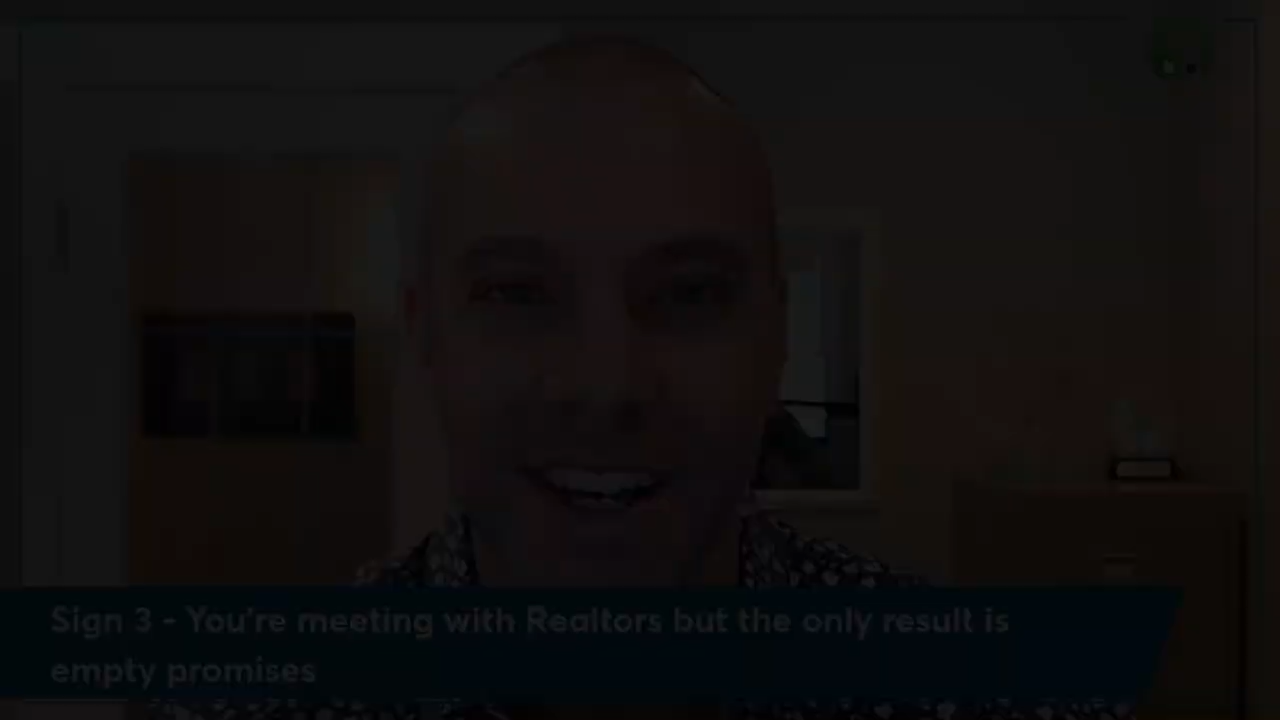 Sign 3 - You're meeting with Realtors but the only result is
empty promises